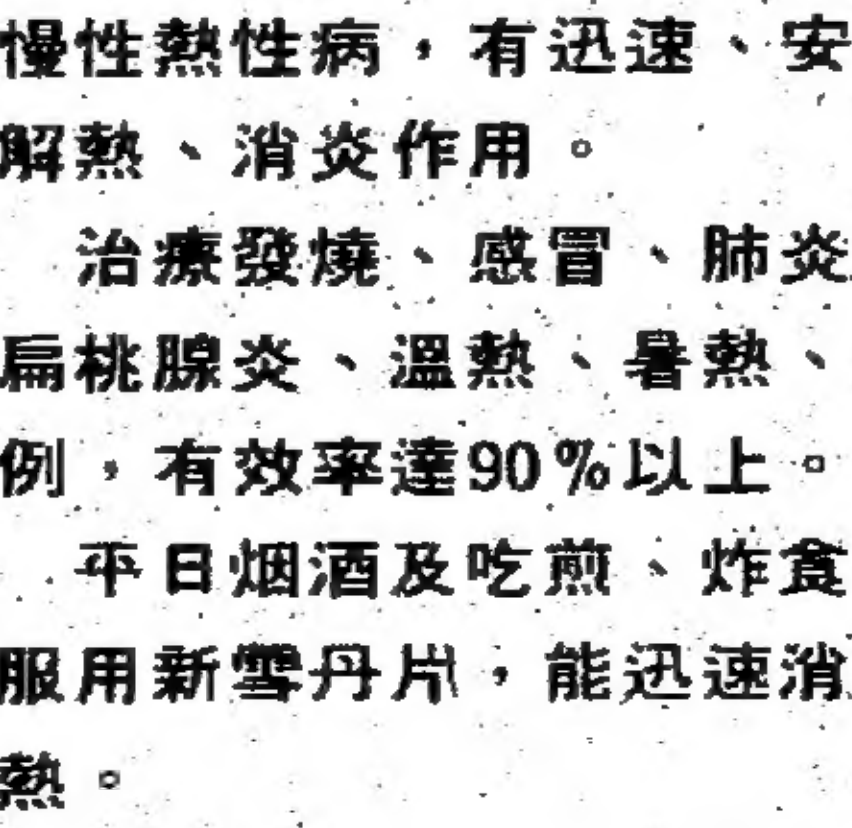 慢性熱性病，有迅速、安
解熱、消炎作用。
治療發燒、感冒、肺炎
扁桃腺炎、溫熱、暑熱、
例，有效率達90%以上。
平日烟酒及吃煎、炸食
服用新雪丹片，能迅速消
熱。